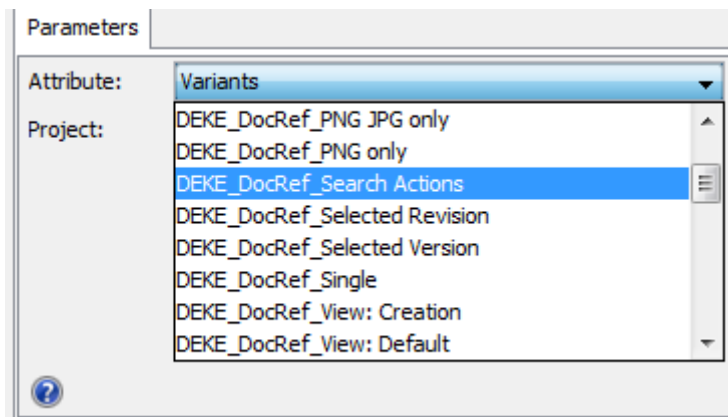 Parameters
Attribute: Variants
Project:
DEKE_DocRef_PNG JPG only
DEKE_DocRef_PNG only
DEKE_DocRef_Search Actions
DEKE_DocRef_Selected Revision
DEKE_DocRef_Selected Version
DEKE_DocRef_Single
DEKE_DocRef_View: Creation
DEKE_DocRef_View: Default
?